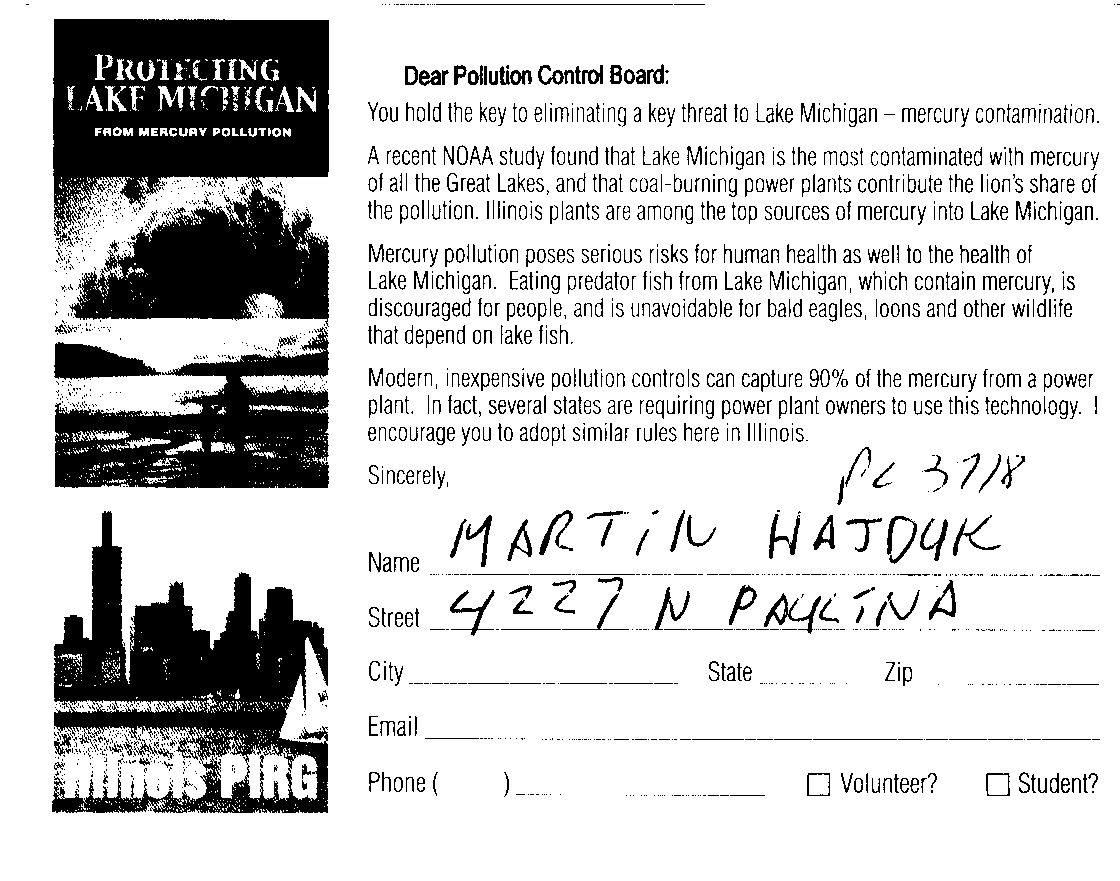 PROTECTING
LAKE MICHIGAN
FROM MERCURY POLLUTION
Illinois PIRG
Dear Pollution Control Board:
You hold the key to eliminating a key threat to Lake Michigan – mercury contamination.
A recent NOAA study found that Lake Michigan is the most contaminated with mercury
of all the Great Lakes, and that coal-burning power plants contribute the lion's share of
the pollution. Illinois plants are among the top sources of mercury into Lake Michigan.
Mercury pollution poses serious risks for human health as well to the health of
Lake Michigan. Eating predator fish from Lake Michigan, which contain mercury, is
discouraged for people, and is unavoidable for bald eagles, loons and other wildlife
that depend on lake fish.
Modern, inexpensive pollution controls can capture 90% of the mercury from a power
plant. In fact, several states are requiring power plant owners to use this technology. I
encourage you to adopt similar rules here in Illinois.
Sincerely,
PC 3718
Name MARTIN HAJDUK
Street 4227 N PAULINA
City State Zip
Email
Phone ( ) Volunteer? Student?